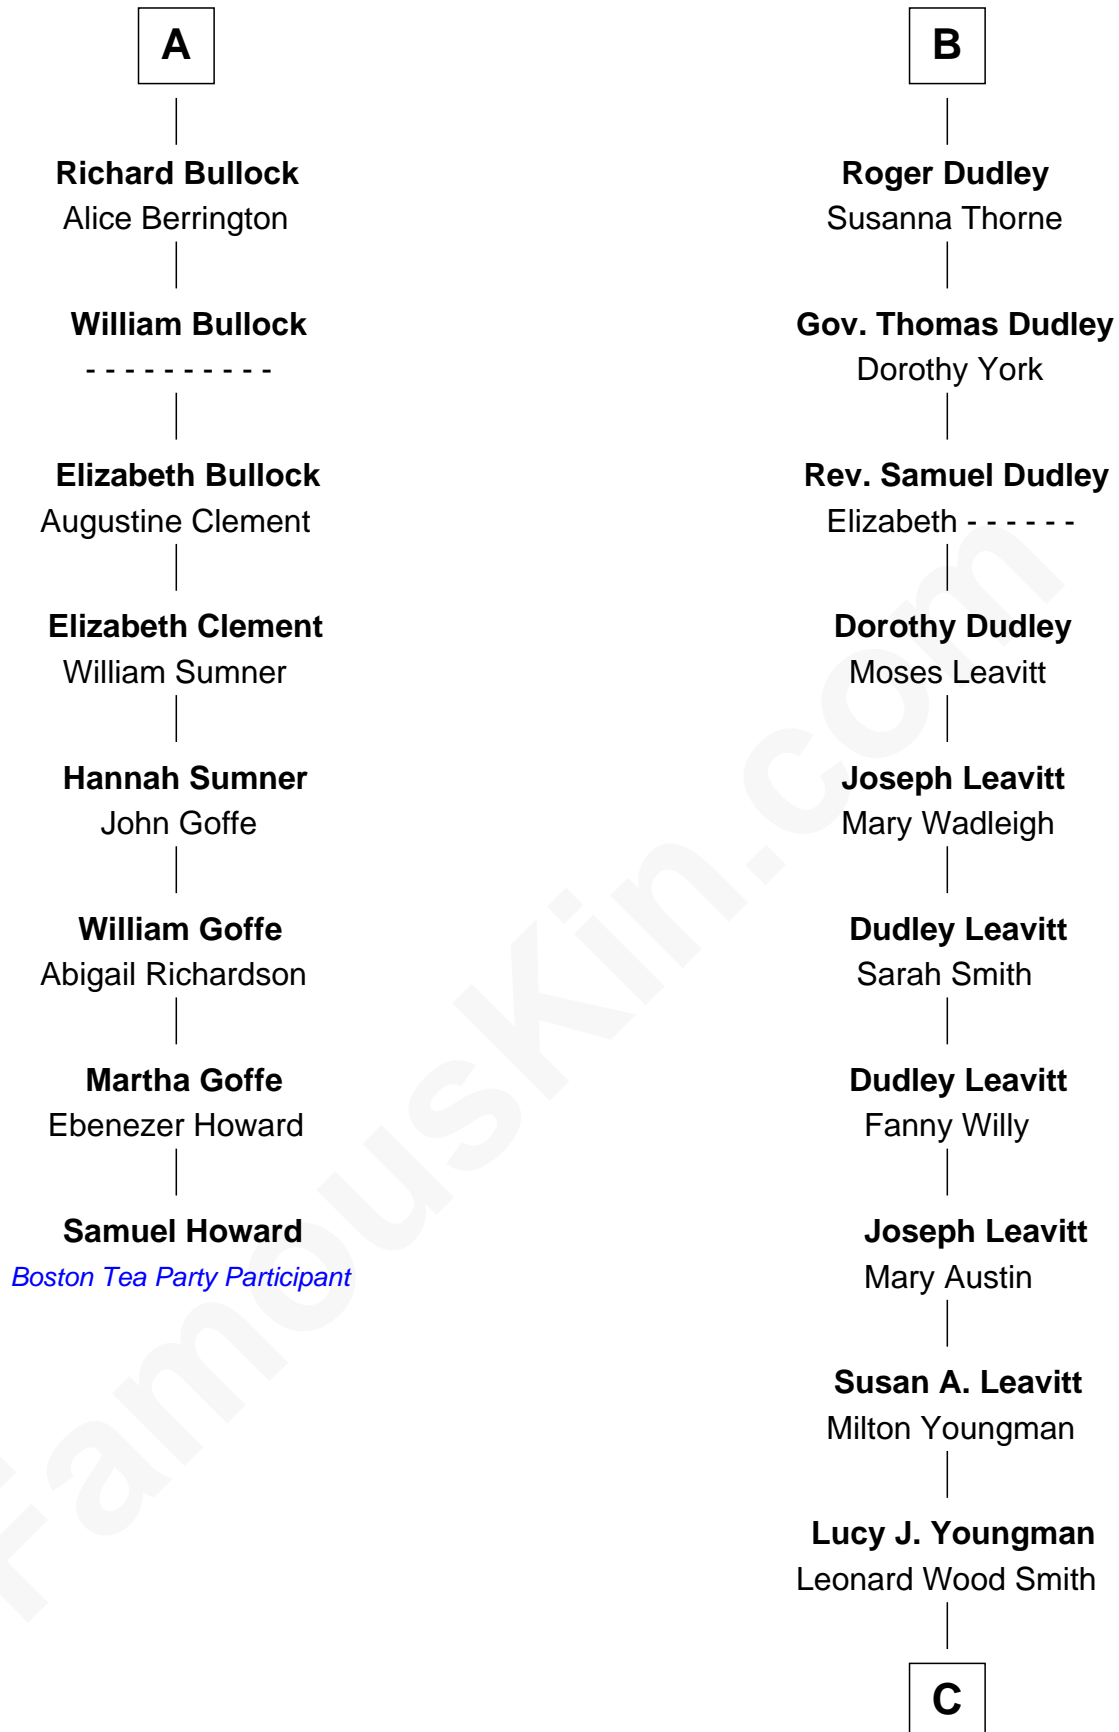 A
Richard Bullock
Alice Berrington
William Bullock
- - - - - - - - - -
Elizabeth Bullock
Augustine Clement
Elizabeth Clement
William Sumner
Hannah Sumner
John Goffe
William Goffe
Abigail Richardson
Martha Goffe
Ebenezer Howard
Samuel Howard
Boston Tea Party Participant
B
Roger Dudley
Susanna Thorne
Gov. Thomas Dudley
Dorothy York
Rev. Samuel Dudley
Elizabeth - - - - - -
Dorothy Dudley
Moses Leavitt
Joseph Leavitt
Mary Wadleigh
Dudley Leavitt
Sarah Smith
Dudley Leavitt
Fanny Willy
Joseph Leavitt
Mary Austin
Susan A. Leavitt
Milton Youngman
Lucy J. Youngman
Leonard Wood Smith
C
FamousKin.com